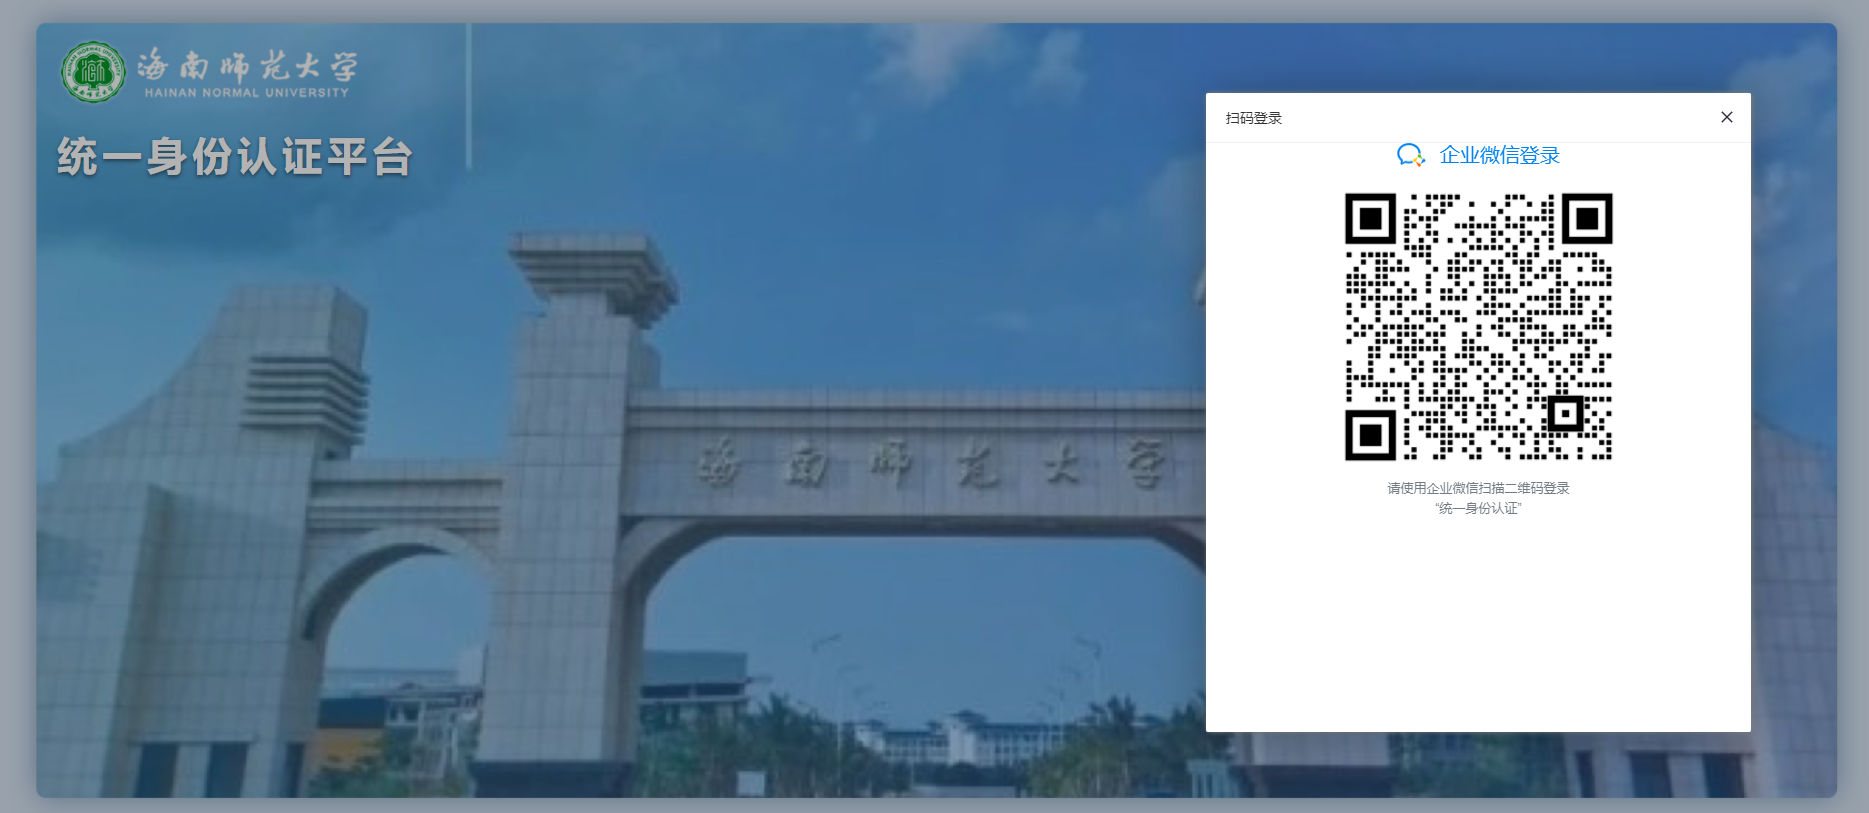 海南师范大学
HAINAN NORMAL UNIVERSITY
统一身份认证平台
海南师范大学
扫码登录
企业微信登录
请使用企业微信扫描二维码登录
“统一身份认证”